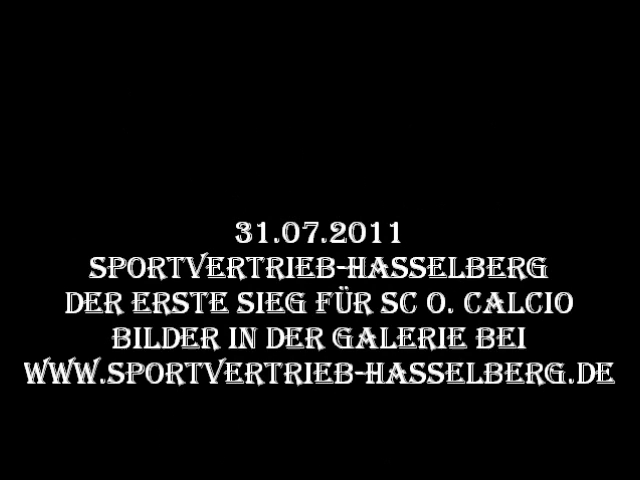 31.07.2011
SPORTVERTRIEB-HASSELBERG
DER ERSTE SIEG FÜR SC O. CALCIO
BILDER IN DER GALERIE BEI
WWW.SPORTVERTRIEB-HASSELBERG.DE